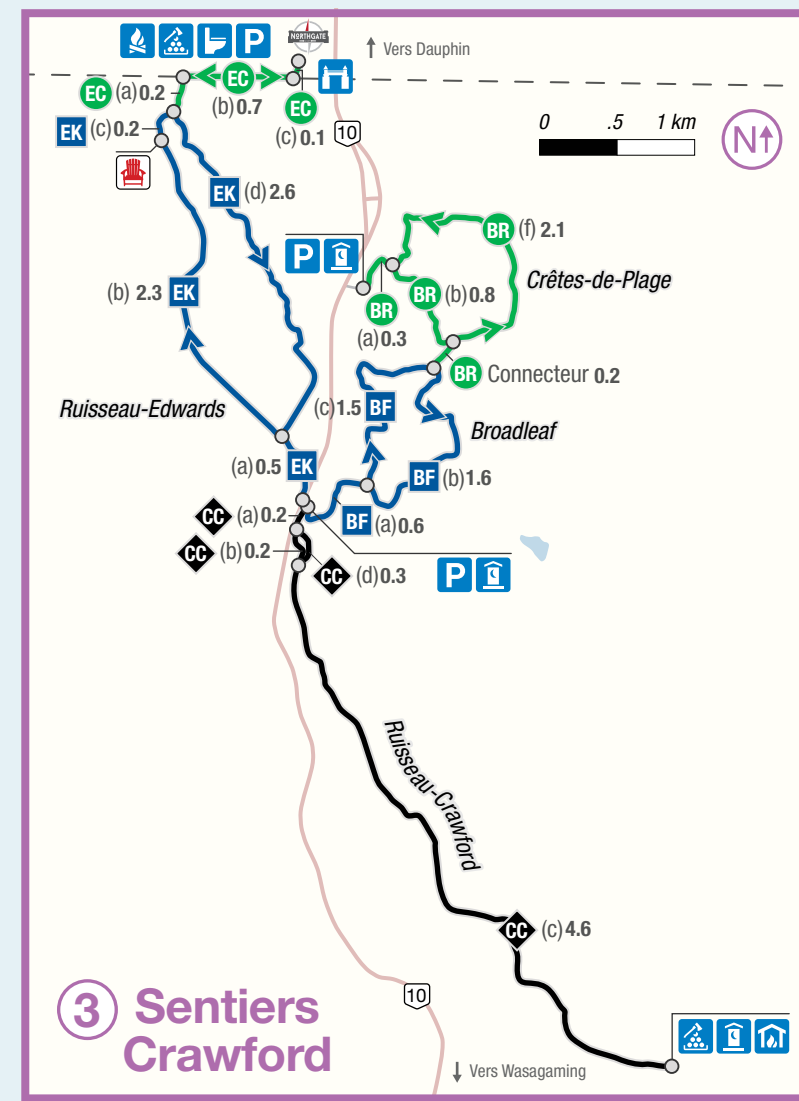 NORTHGATE
↑ Vers Dauphin
P
EC (a) 0.2
EC
(b) 0.7
EC
(c) 0.1
10
0 .5 1 km
N↑
EK (c) 0.2
EK (d) 2.6
P
BR (f) 2.1
(b) 2.3 EK
BR (b) 0.8
Crêtes-de-Plage
BR
(a) 0.3
BR Connecteur 0.2
Ruisseau-Edwards
(c) 1.5 BF
Broadleaf
(a) 0.5 EK
BF (b) 1.6
CC (a) 0.2
BF (a) 0.6
CC (b) 0.2
CC (d) 0.3
P
Ruisseau-Crawford
CC (c) 4.6
10
3 Sentiers
Crawford
↓ Vers Wasagaming